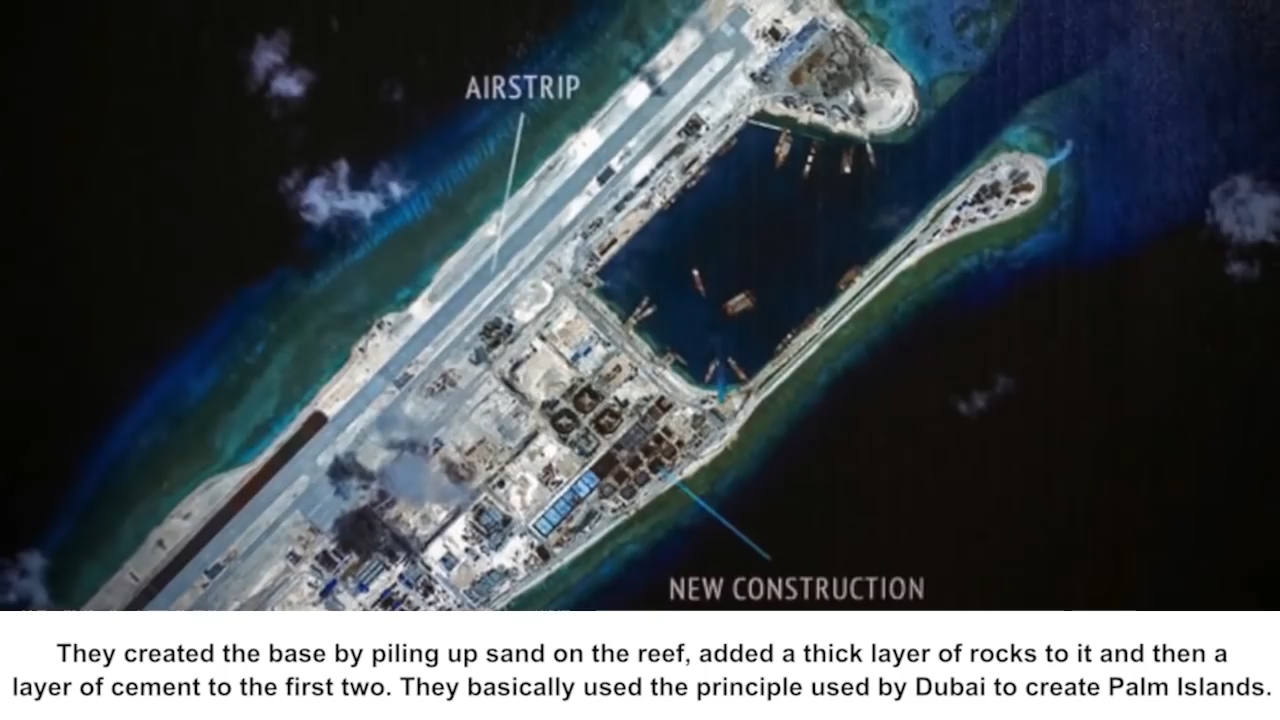 AIRSTRIP
NEW CONSTRUCTION
They created the base by piling up sand on the reef, added a thick layer of rocks to it and then a
layer of cement to the first two. They basically used the principle used by Dubai to create Palm Islands.